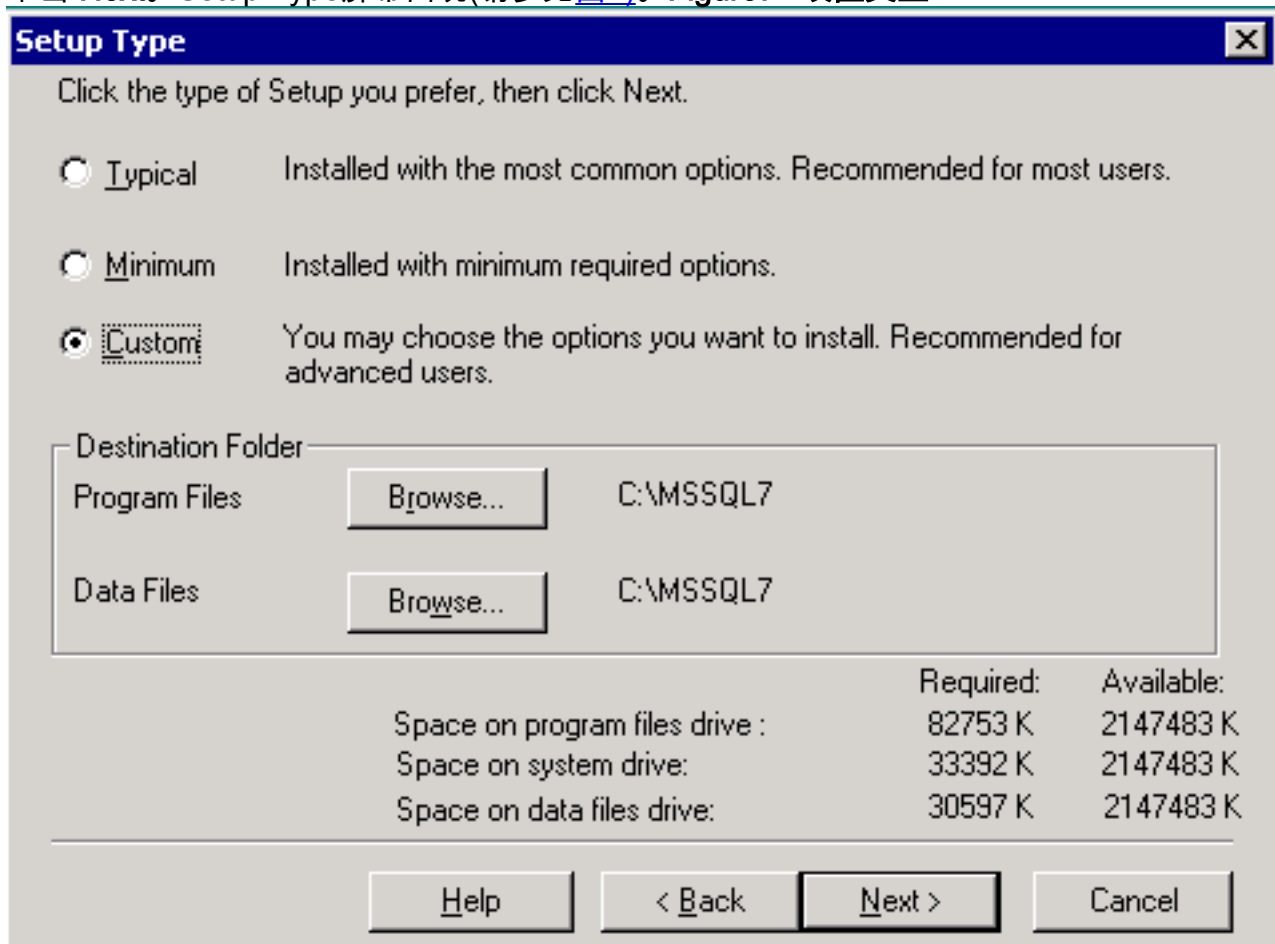 Setup Type
Click the type of Setup you prefer, then click Next.
Typical Installed with the most common options. Recommended for most users.
Minimum Installed with minimum required options.
Custom You may choose the options you want to install. Recommended for
advanced users.
Destination Folder
Program Files Browse... C:\MSSQL7
Data Files Browse... C:\MSSQL7
Required: Available:
Space on program files drive : 82753 K 2147483 K
Space on system drive: 33392 K 2147483 K
Space on data files drive: 30597 K 2147483 K
Help < Back Next > Cancel